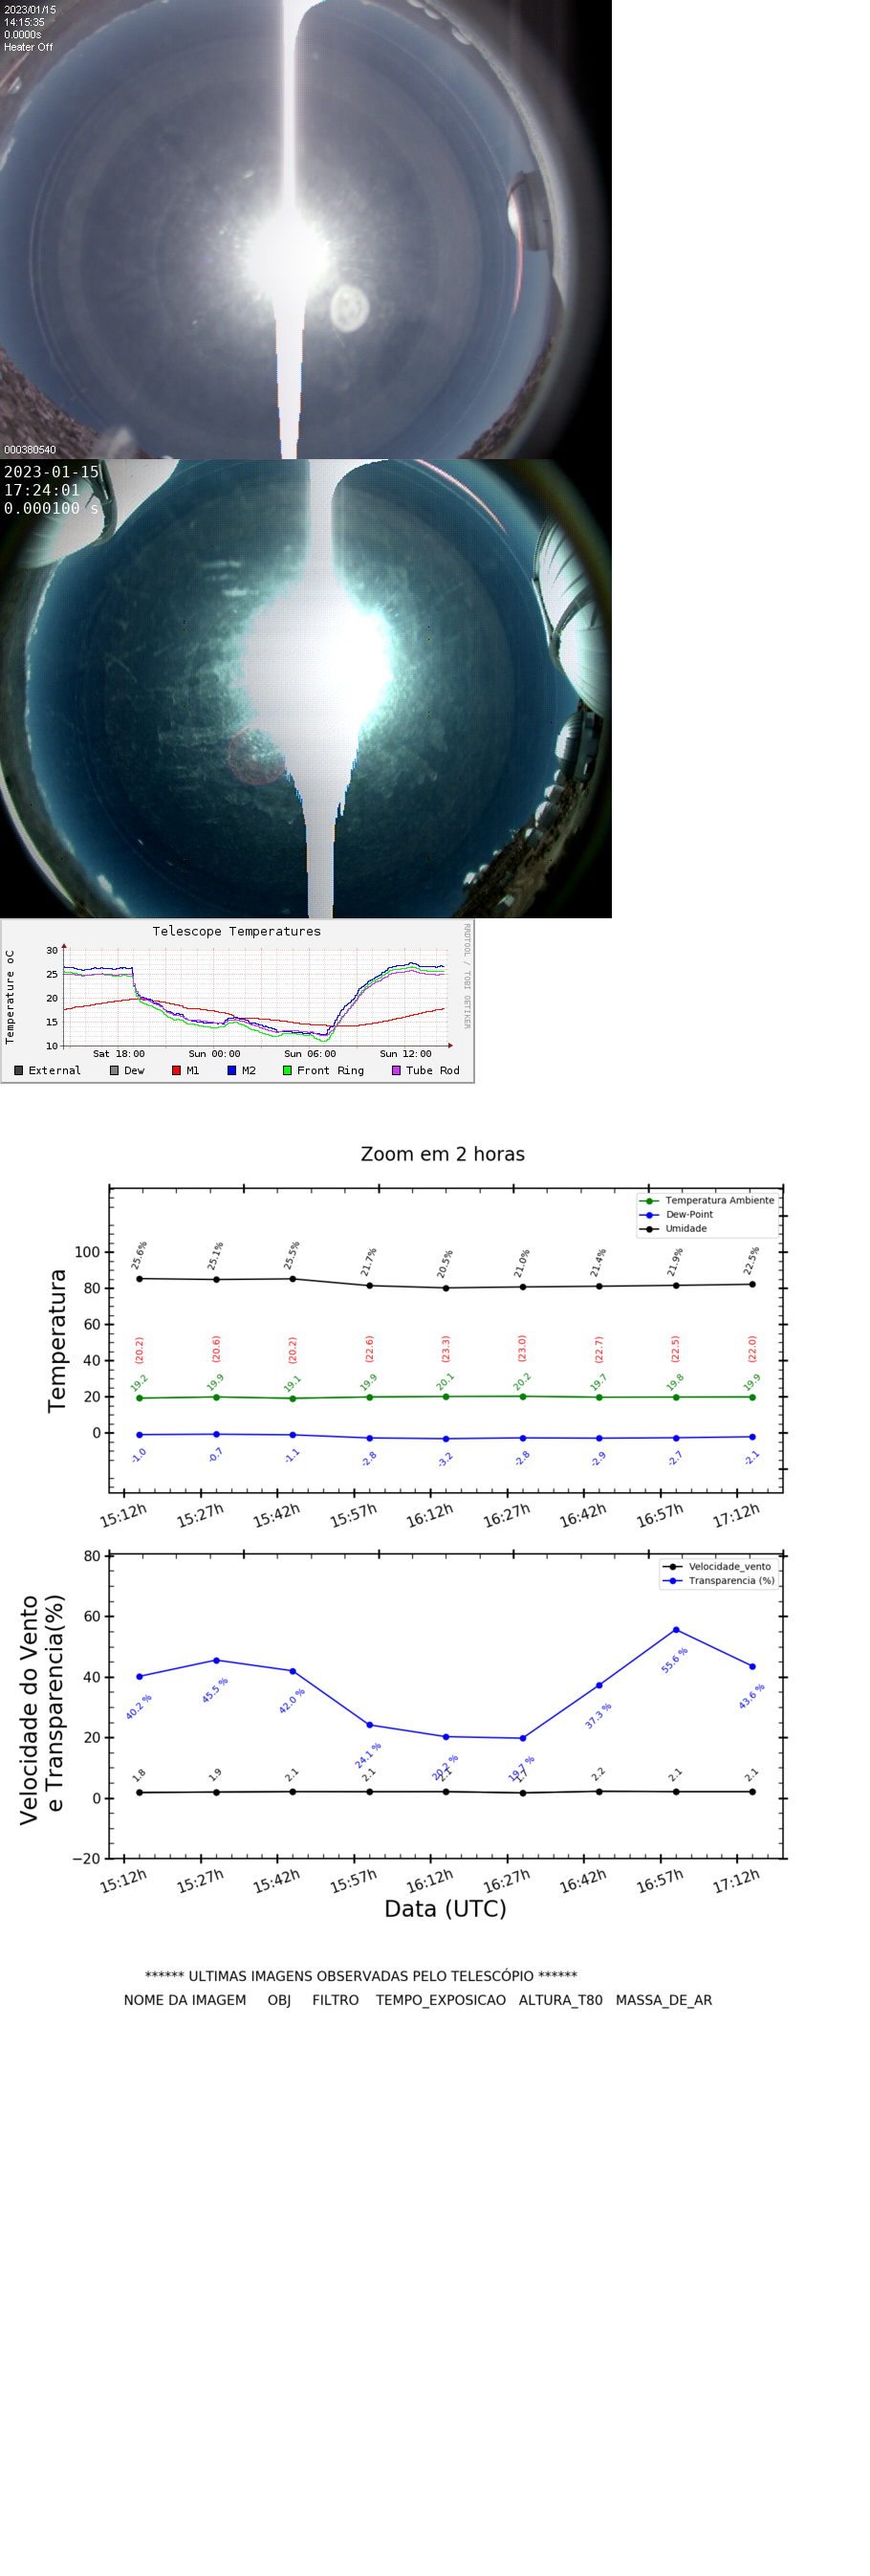 2023/01/15
14:15:35
0.0000s
Heater Off
000380540
2023-01-15
17:24:01
0.000100 s
Telescope Temperatures
RRDTOOL / TOBI OETIKER
Temperature oC
30
25
20
15
10
Sat 18:00 Sun 00:00 Sun 06:00 Sun 12:00
External Dew M1 M2 Front Ring Tube Rod
Zoom em 2 horas
Temperatura Ambiente
Dew-Point
Umidade
Temperatura
100
80
60
40
20
0
25.6% 25.1% 25.5% 21.7% 20.5% 21.0% 21.4% 21.9% 22.5%
(20.2) (20.6) (20.2) (22.6) (23.3) (23.0) (22.7) (22.5) (22.0)
19.2 19.9 19.1 19.9 20.1 20.2 19.7 19.8 19.9
-1.0 -0.7 -1.1 -2.8 -3.2 -2.8 -2.9 -2.7 -2.1
15:12h 15:27h 15:42h 15:57h 16:12h 16:27h 16:42h 16:57h 17:12h
Velocidade_vento
Transparencia (%)
Velocidade do Vento
e Transparencia(%)
80
60
40
20
0
−20
40.2 % 45.5 % 42.0 % 24.1 % 20.2 % 19.7 % 37.3 % 55.6 % 43.6 %
1.8 1.9 2.1 2.1 2.1 1.7 2.2 2.1 2.1
15:12h 15:27h 15:42h 15:57h 16:12h 16:27h 16:42h 16:57h 17:12h
Data (UTC)
****** ULTIMAS IMAGENS OBSERVADAS PELO TELESCÓPIO ******
NOME DA IMAGEM OBJ FILTRO TEMPO_EXPOSICAO ALTURA_T80 MASSA_DE_AR